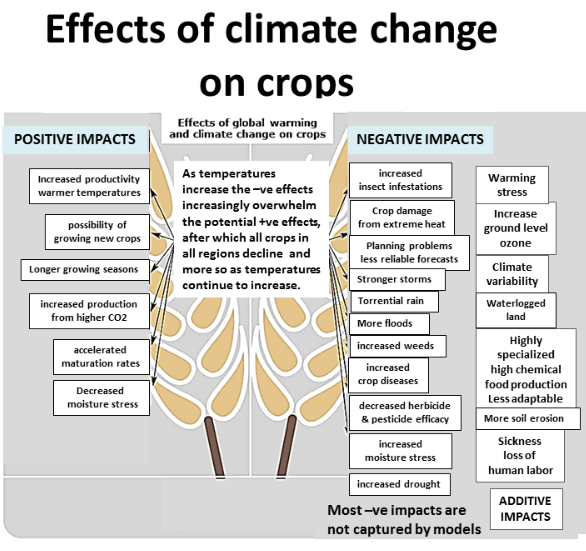 Effects of climate change
on crops
Effects of global warming
and climate change on crops
POSITIVE IMPACTS
Increased productivity
warmer temperatures
possibility of
growing new crops
Longer growing seasons
increased production
from higher CO2
accelerated
maturation rates
Decreased
moisture stress
As temperatures
increase the –ve effects
increasingly overwhelm
the potential +ve effects,
after which all crops in
all regions decline and
more so as temperatures
continue to increase.
NEGATIVE IMPACTS
increased
insect infestations
Crop damage
from extreme heat
Planning problems
less reliable forecasts
Stronger storms
Torrential rain
More floods
increased weeds
increased
crop diseases
decreased herbicide
& pesticide efficacy
increased
moisture stress
increased drought
Warming
stress
Increase
ground level
ozone
Climate
variability
Waterlogged
land
Highly
specialized
high chemical
food production
Less adaptable
More soil erosion
Sickness
loss of
human labor
ADDITIVE
IMPACTS
Most –ve impacts are
not captured by models